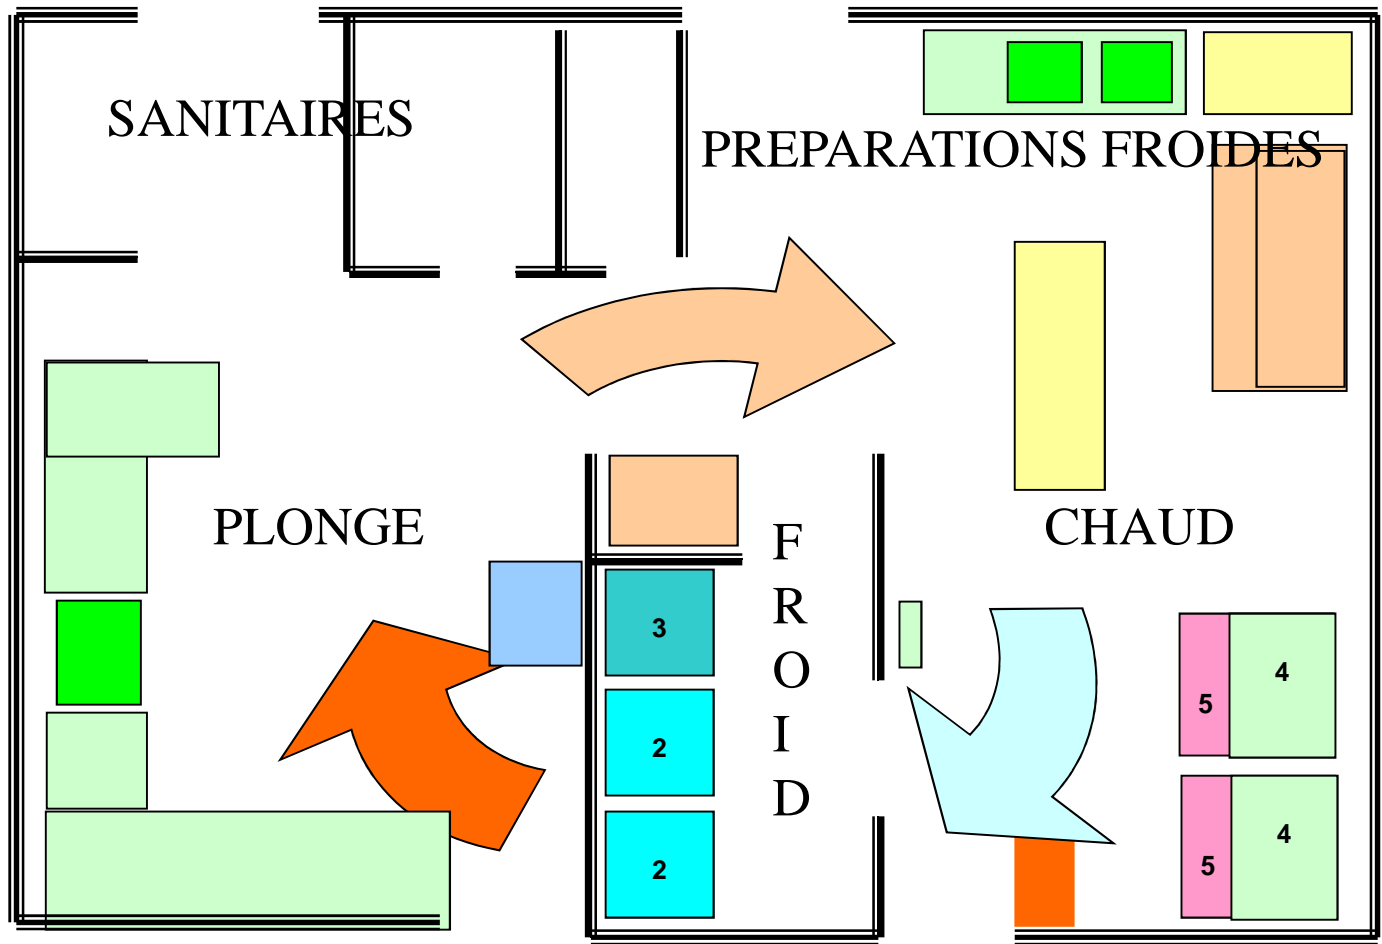 SANITAIRES
PREPARATIONS FROIDES
PLONGE
F
R
O
I
D
CHAUD
3
2
2
4
5
4
5